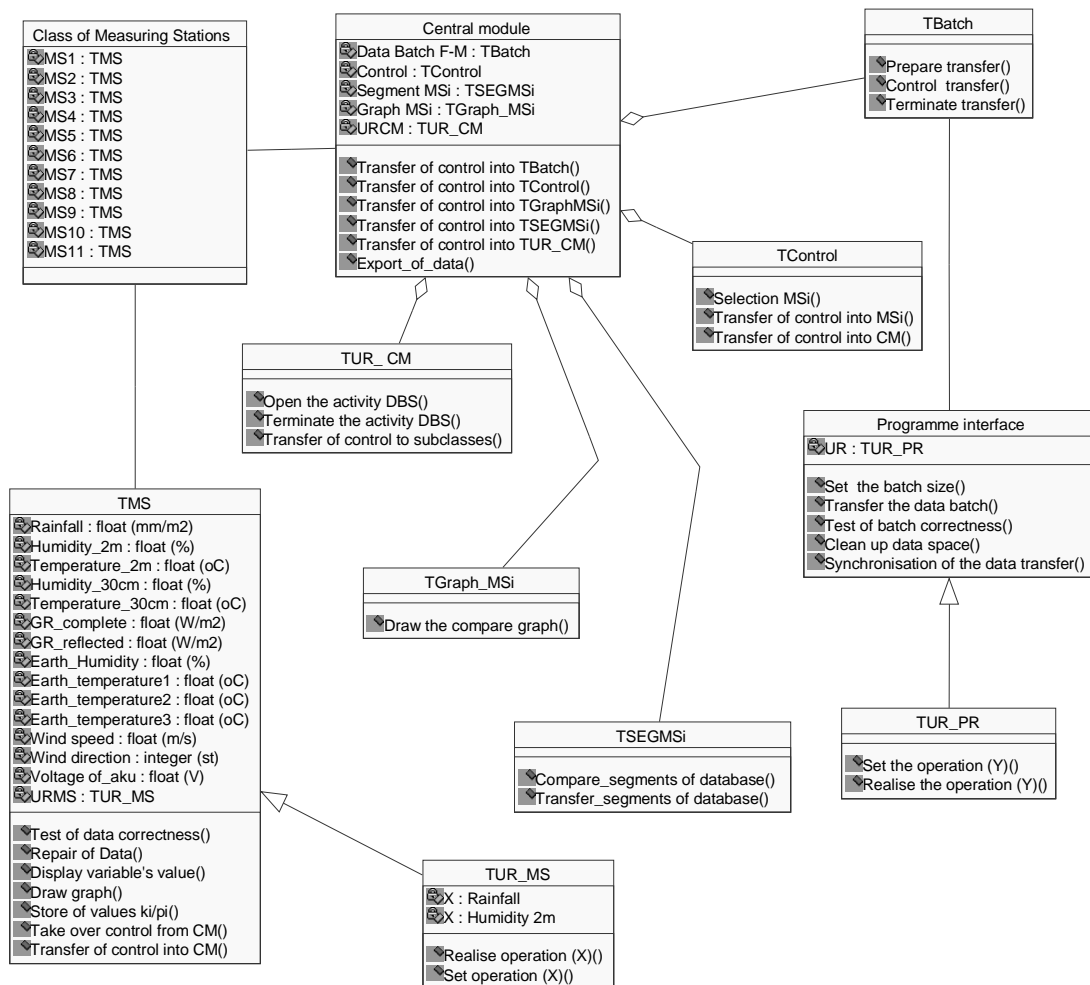 Class of Measuring Stations
MS1 : TMS
MS2 : TMS
MS3 : TMS
MS4 : TMS
MS5 : TMS
MS6 : TMS
MS7 : TMS
MS8 : TMS
MS9 : TMS
MS10 : TMS
MS11 : TMS
Central module
Data Batch F-M : TBatch
Control : TControl
Segment MSi : TSEGMSi
Graph MSi : TGraph_MSi
URCM : TUR_CM
Transfer of control into TBatch()
Transfer of control into TControl()
Transfer of control into TGraphMSi()
Transfer of control into TSEGMSi()
Transfer of control into TUR_CM()
Export_of_data()
TBatch
Prepare transfer()
Control transfer()
Terminate transfer()
TControl
Selection MSi()
Transfer of control into MSi()
Transfer of control into CM()
TUR_ CM
Open the activity DBS()
Terminate the activity DBS()
Transfer of control to subclasses()
Programme interface
UR : TUR_PR
Set the batch size()
Transfer the data batch()
Test of batch correctness()
Clean up data space()
Synchronisation of the data transfer()
TMS
Rainfall : float (mm/m2)
Humidity_2m : float (%)
Temperature_2m : float (oC)
Humidity_30cm : float (%)
Temperature_30cm : float (oC)
GR_complete : float (W/m2)
GR_reflected : float (W/m2)
Earth_Humidity : float (%)
Earth_temperature1 : float (oC)
Earth_temperature2 : float (oC)
Earth_temperature3 : float (oC)
Wind speed : float (m/s)
Wind direction : integer (st)
Voltage of_aku : float (V)
URMS : TUR_MS
Test of data correctness()
Repair of Data()
Display variable's value()
Draw graph()
Store of values ki/pi()
Take over control from CM()
Transfer of control into CM()
TGraph_MSi
Draw the compare graph()
TSEGMSi
Compare_segments of database()
Transfer_segments of database()
TUR_PR
Set the operation (Y)()
Realise the operation (Y)()
TUR_MS
X : Rainfall
X : Humidity 2m
Realise operation (X)()
Set operation (X)()